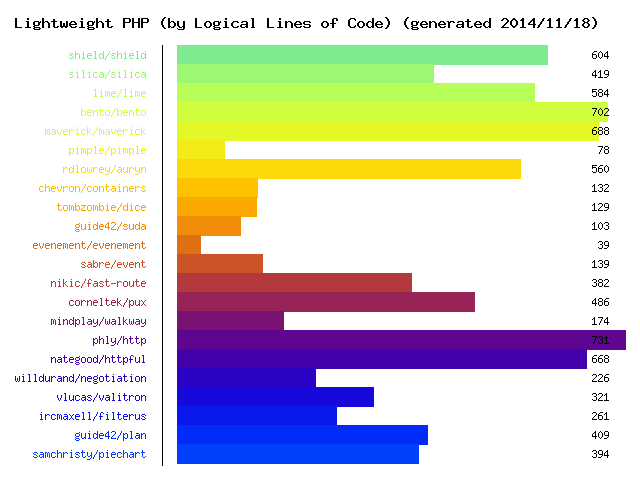 Lightweight PHP (by Logical Lines of Code) (generated 2014/11/18)
shield/shield 604
silica/silica 419
lime/lime 584
bento/bento 702
maverick/maverick 688
pimple/pimple 78
rdlowrey/auryn 560
chevron/containers 132
tombzombie/dice 129
guide42/suda 103
evenement/evenement 39
sabre/event 139
nikic/fast-route 382
corneltek/pux 486
mindplay/walkway 174
phly/http 731
nategood/httpful 668
willdurand/negotiation 226
vlucas/valitron 321
ircmaxell/filterus 261
guide42/plan 409
samchristy/piechart 394